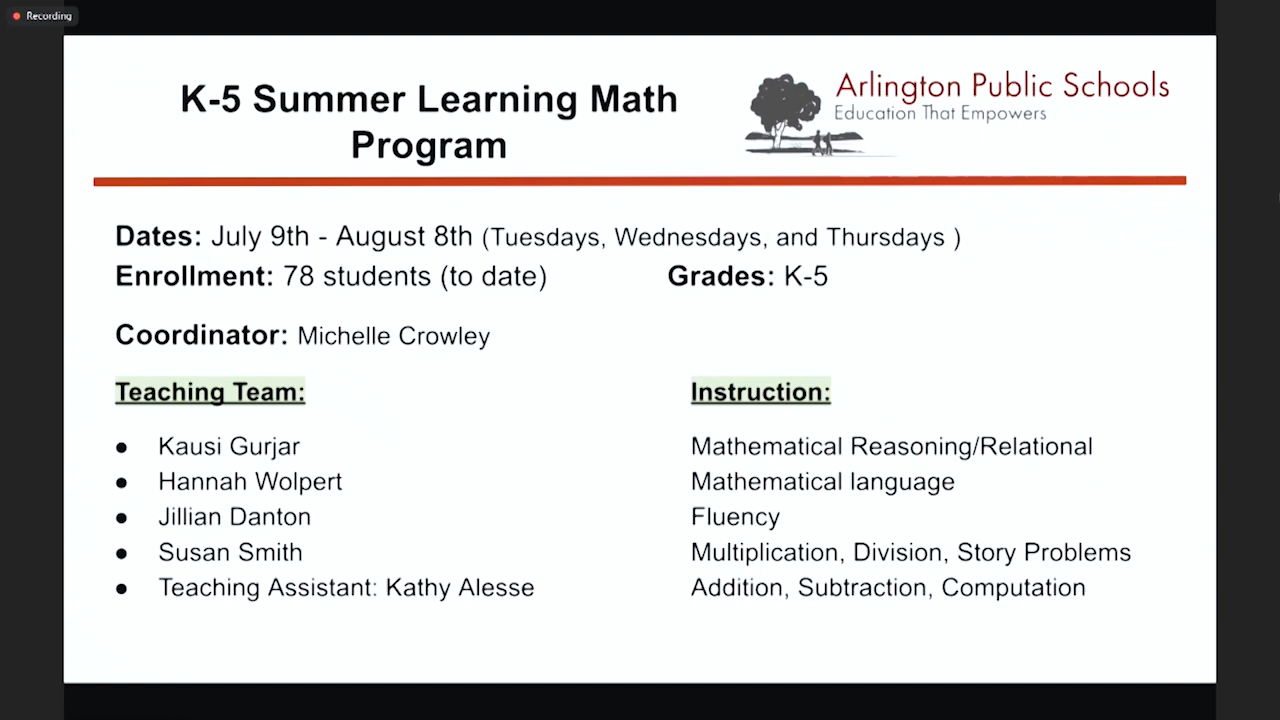 Recording
K-5 Summer Learning Math
Program
Arlington Public Schools
Education That Empowers
Dates: July 9th - August 8th (Tuesdays, Wednesdays, and Thursdays )
Enrollment: 78 students (to date) Grades: K-5
Coordinator: Michelle Crowley
Teaching Team:
● Kausi Gurjar
● Hannah Wolpert
● Jillian Danton
● Susan Smith
● Teaching Assistant: Kathy Alesse
Instruction:
Mathematical Reasoning/Relational
Mathematical language
Fluency
Multiplication, Division, Story Problems
Addition, Subtraction, Computation